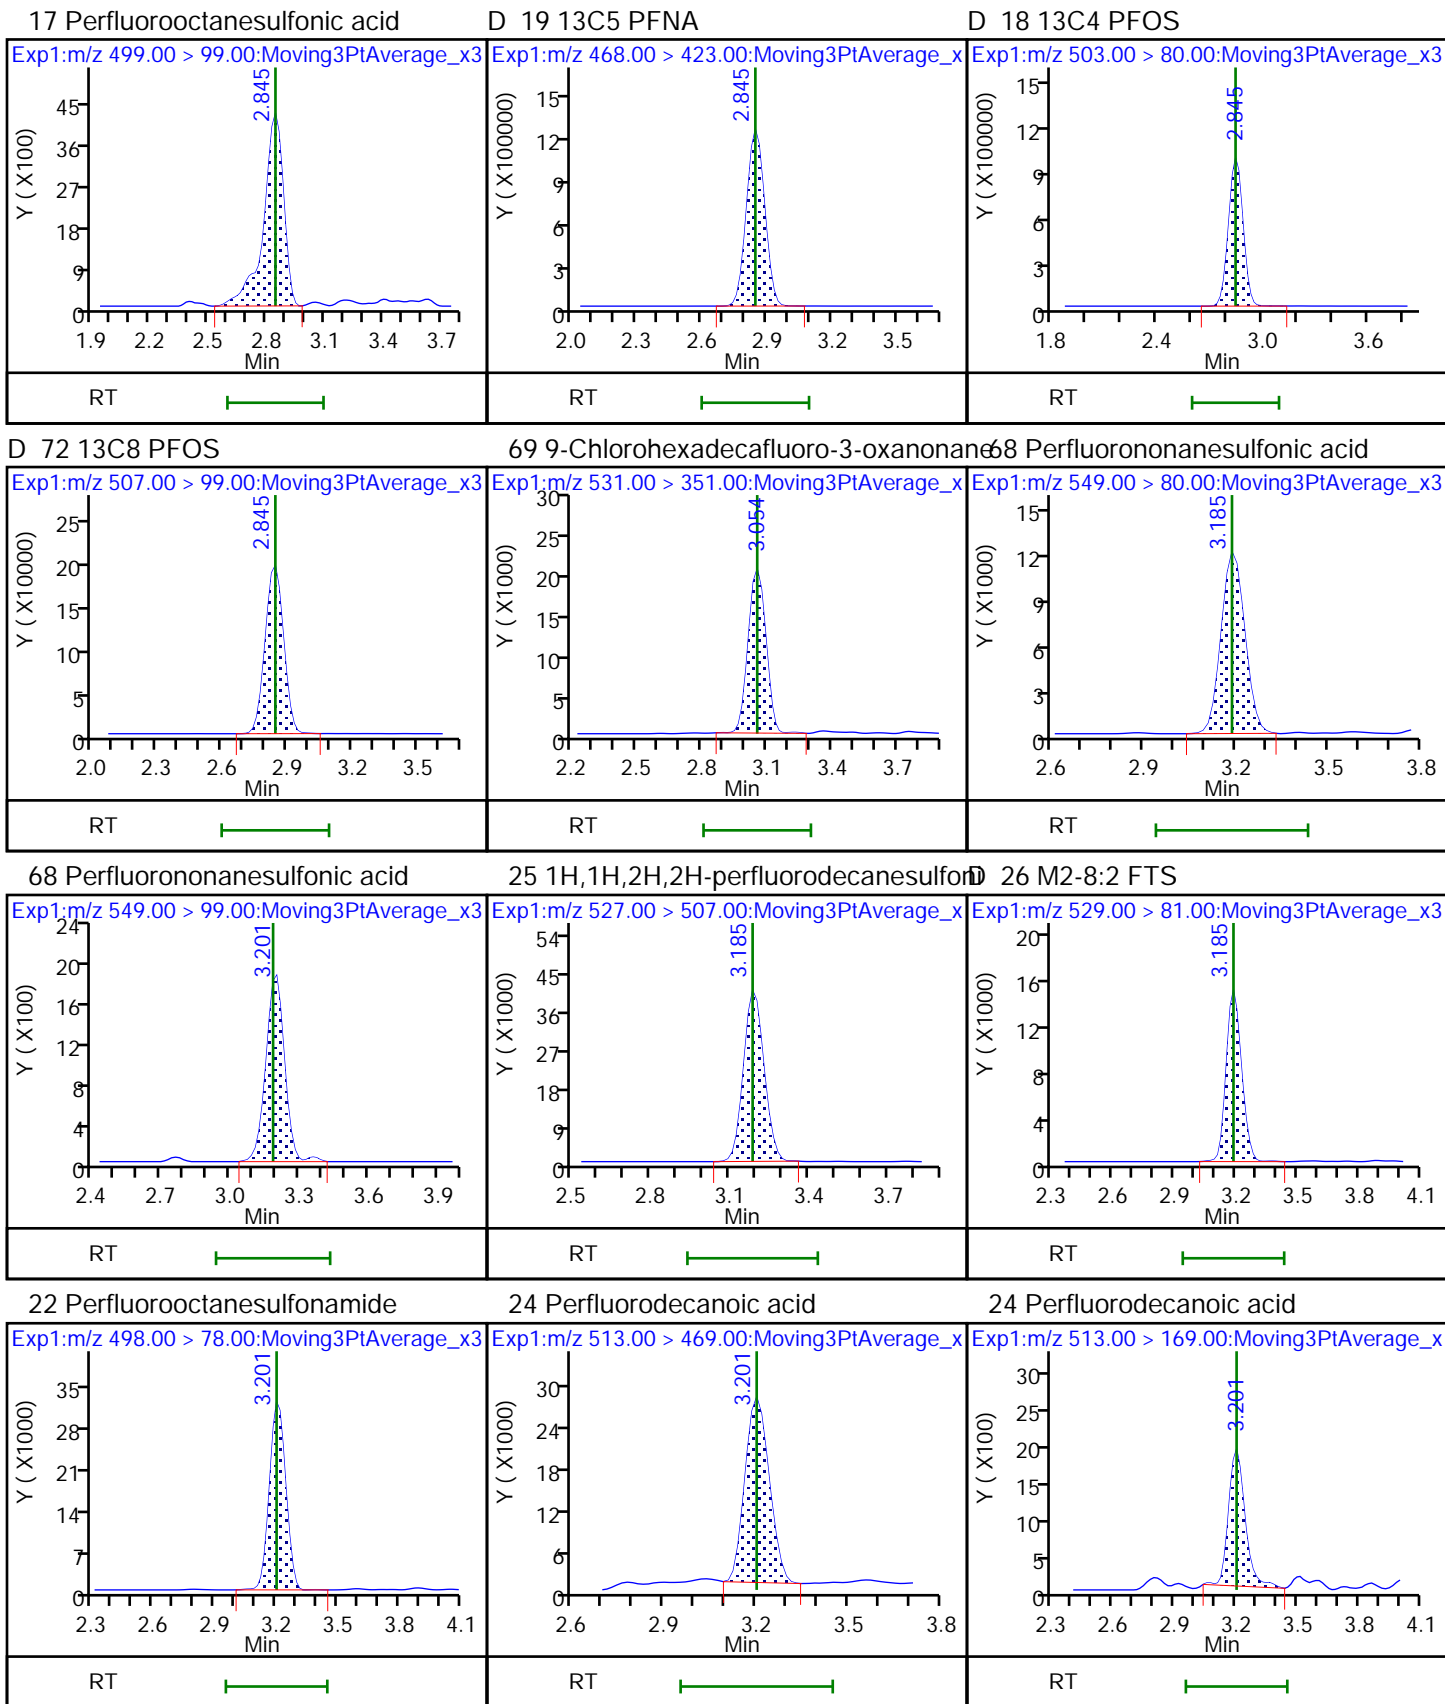 17 Perfluorooctanesulfonic acid
D 19 13C5 PFNA
D 18 13C4 PFOS
Exp1:m/z 499.00 > 99.00:Moving3PtAverage_x3
Exp1:m/z 468.00 > 423.00:Moving3PtAverage_x
Exp1:m/z 503.00 > 80.00:Moving3PtAverage_x3
2.845
2.845
2.845
Y ( X100)
45
36
27
18
9
0
Y ( X100000)
15
12
9
6
3
0
Y ( X100000)
15
12
9
6
3
0
1.9 2.2 2.5 2.8 3.1 3.4 3.7
2.0 2.3 2.6 2.9 3.2 3.5
1.8 2.4 3.0 3.6
Min
Min
Min
RT
RT
RT
D 72 13C8 PFOS
69 9-Chlorohexadecafluoro-3-oxanonane
68 Perfluorononanesulfonic acid
Exp1:m/z 507.00 > 99.00:Moving3PtAverage_x3
Exp1:m/z 531.00 > 351.00:Moving3PtAverage_x
Exp1:m/z 549.00 > 80.00:Moving3PtAverage_x3
2.845
3.054
3.185
Y ( X10000)
25
20
15
10
5
0
Y ( X1000)
30
25
20
15
10
5
0
Y ( X1000)
15
12
9
6
3
0
2.0 2.3 2.6 2.9 3.2 3.5
2.2 2.5 2.8 3.1 3.4 3.7
2.6 2.9 3.2 3.5 3.8
Min
Min
Min
RT
RT
RT
68 Perfluorononanesulfonic acid
25 1H,1H,2H,2H-perfluorodecanesulfoni
D 26 M2-8:2 FTS
Exp1:m/z 549.00 > 99.00:Moving3PtAverage_x3
Exp1:m/z 527.00 > 507.00:Moving3PtAverage_x
Exp1:m/z 529.00 > 81.00:Moving3PtAverage_x3
3.201
3.185
3.185
Y ( X100)
24
20
16
12
8
4
0
Y ( X1000)
54
45
36
27
18
9
0
Y ( X1000)
20
16
12
8
4
0
2.4 2.7 3.0 3.3 3.6 3.9
2.5 2.8 3.1 3.4 3.7
2.3 2.6 2.9 3.2 3.5 3.8 4.1
Min
Min
Min
RT
RT
RT
22 Perfluorooctanesulfonamide
24 Perfluorodecanoic acid
24 Perfluorodecanoic acid
Exp1:m/z 498.00 > 78.00:Moving3PtAverage_x3
Exp1:m/z 513.00 > 469.00:Moving3PtAverage_x
Exp1:m/z 513.00 > 169.00:Moving3PtAverage_x
3.201
3.201
3.201
Y ( X1000)
35
28
21
14
7
0
Y ( X1000)
30
24
18
12
6
0
Y ( X100)
30
25
20
15
10
5
0
2.3 2.6 2.9 3.2 3.5 3.8 4.1
2.6 2.9 3.2 3.5 3.8
2.3 2.6 2.9 3.2 3.5 3.8 4.1
Min
Min
Min
RT
RT
RT